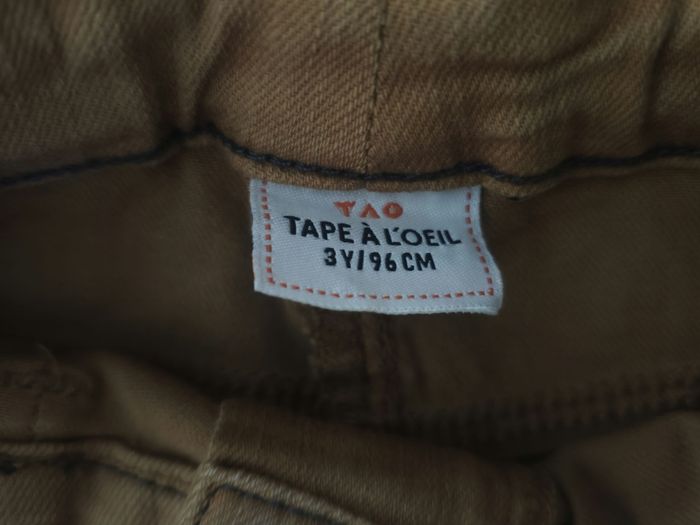 TAO
TAPE À L'OEIL
3Y/96CM